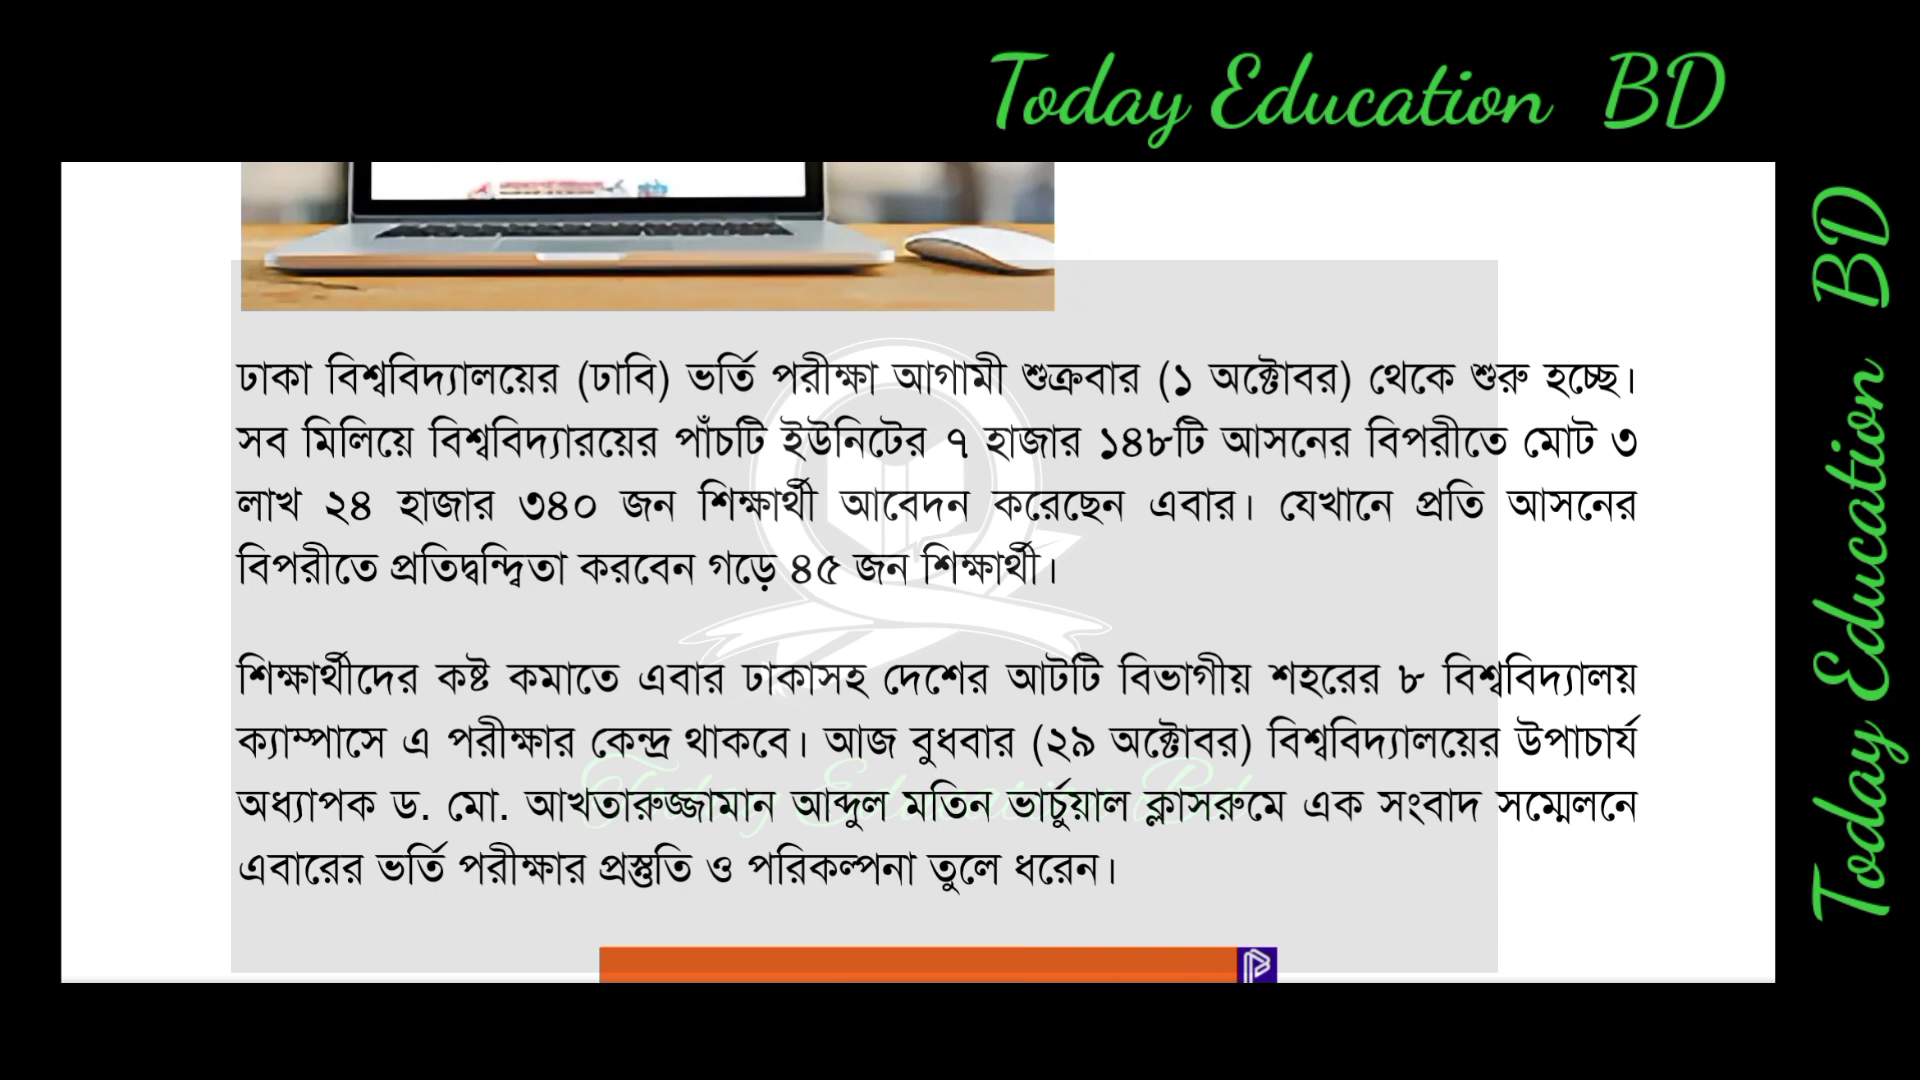 Today Education BD
ঢাকা বিশ্ববিদ্যালয়ের (ঢাবি) ভর্তি পরীক্ষা আগামী শুক্রবার (১ অক্টোবর) থেকে শুরু হচ্ছে।
সব মিলিয়ে বিশ্ববিদ্যারয়ের পাঁচটি ইউনিটের ৭ হাজার ১৪৮টি আসনের বিপরীতে মোট ৩
লাখ ২৪ হাজার ৩৪০ জন শিক্ষার্থী আবেদন করেছেন এবার। যেখানে প্রতি আসনের
বিপরীতে প্রতিদ্বন্দ্বিতা করবেন গড়ে ৪৫ জন শিক্ষার্থী।
শিক্ষার্থীদের কষ্ট কমাতে এবার ঢাকাসহ দেশের আটটি বিভাগীয় শহরের ৮ বিশ্ববিদ্যালয়
ক্যাম্পাসে এ পরীক্ষার কেন্দ্র থাকবে। আজ বুধবার (২৯ অক্টোবর) বিশ্ববিদ্যালয়ের উপাচার্য
অধ্যাপক ড. মো. আখতারুজ্জামান আব্দুল মতিন ভার্চুয়াল ক্লাসরুমে এক সংবাদ সম্মেলনে
এবারের ভর্তি পরীক্ষার প্রস্তুতি ও পরিকল্পনা তুলে ধরেন।
Today Education Bd
Today Education BD